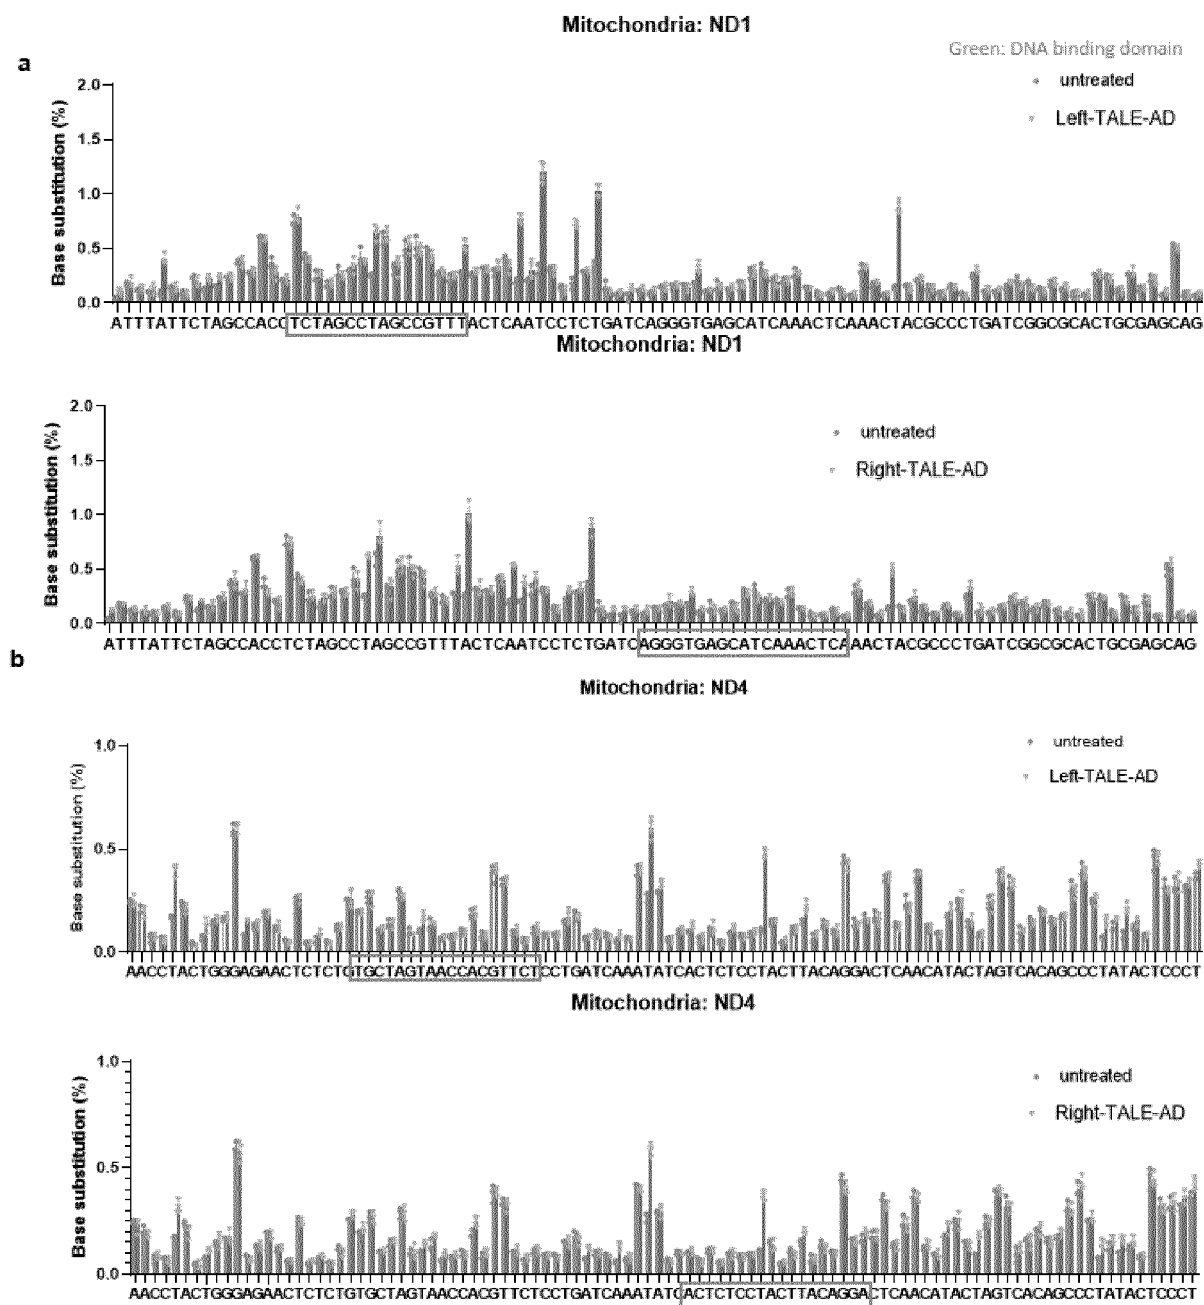 Mitochondria: ND1
Green: DNA binding domain
a
untreated
Left-TALE-AD
Base substitution (%)
2.0
1.5
1.0
0.5
0.0
ATTTATTCTAGCCACCTCTAGCCTAGCCGTTTACTCAATCCTCTGATCAGGGTGAGCATCAAACTCAAACTACGCCCTGATCGGCGCACTGCGAGCAG
Mitochondria: ND1
untreated
Right-TALE-AD
Base substitution (%)
2.0
1.5
1.0
0.5
0.0
ATTTATTCTAGCCACCTCTAGCCTAGCCGTTTACTCAATCCTCTGATCAGGGTGAGCATCAAACTCAAACTACGCCCTGATCGGCGCACTGCGAGCAG
b
Mitochondria: ND4
untreated
Left-TALE-AD
Base substitution (%)
1.0
0.5
0.0
AACCTACTGGGAGAACTCTCTGTGCTAGTAACCACGTTCTCCTGATCAAATATCACTCTCCTACTTACAGGACTCAACATACTAGTCACAGCCCTATACTCCCT
Mitochondria: ND4
untreated
Right-TALE-AD
Base substitution (%)
1.0
0.5
0.0
AACCTACTGGGAGAACTCTCTGTGCTAGTAACCACGTTCTCCTGATCAAATATCACTCTCCTACTTACAGGACTCAACATACTAGTCACAGCCCTATACTCCCT